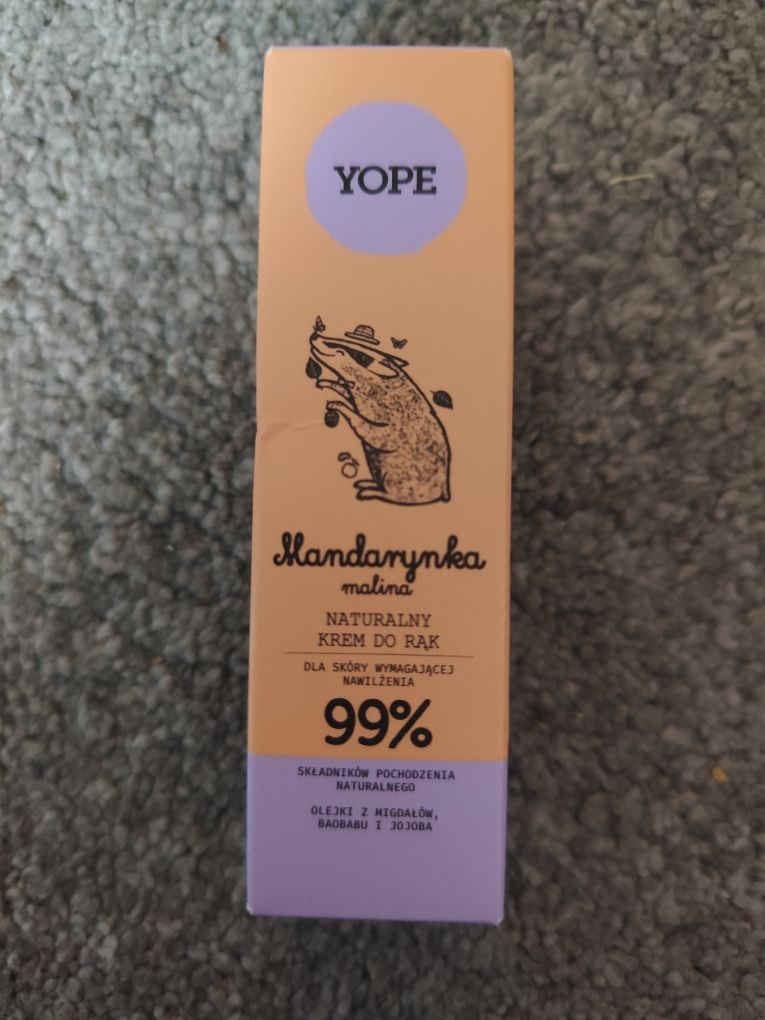 YOPE
Mandarynka
malina
NATURALNY
KREM DO RĄK
DLA SKÓRY WYMAGAJĄCEJ
NAWILŻENIA
99%
SKŁADNIKÓW POCHODZENIA
NATURALNEGO
OLEJKI Z MIGDAŁÓW,
BAOBABU I JOJOBA